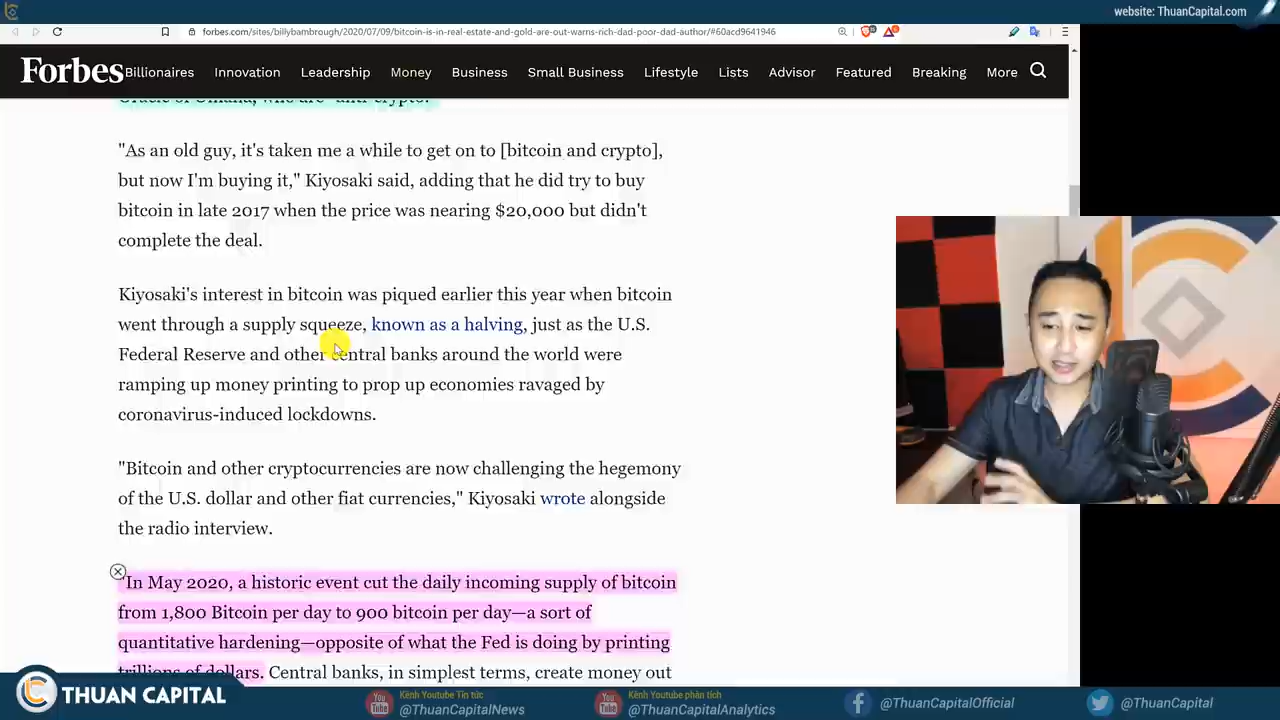 website: ThuanCapital.com
forbes.com/sites/billybambrough/2020/07/09/bitcoin-is-in-real-estate-and-gold-are-out-warns-rich-dad-poor-dad-author/#60acd9641946
Forbes Billionaires Innovation Leadership Money Business Small Business Lifestyle Lists Advisor Featured Breaking More
Oracle of Omaha, who are "anti-crypto."
"As an old guy, it's taken me a while to get on to [bitcoin and crypto],
but now I'm buying it," Kiyosaki said, adding that he did try to buy
bitcoin in late 2017 when the price was nearing $20,000 but didn't
complete the deal.
Kiyosaki's interest in bitcoin was piqued earlier this year when bitcoin
went through a supply squeeze, known as a halving, just as the U.S.
Federal Reserve and other central banks around the world were
ramping up money printing to prop up economies ravaged by
coronavirus-induced lockdowns.
"Bitcoin and other cryptocurrencies are now challenging the hegemony
of the U.S. dollar and other fiat currencies," Kiyosaki wrote alongside
the radio interview.
"In May 2020, a historic event cut the daily incoming supply of bitcoin
from 1,800 Bitcoin per day to 900 bitcoin per day—a sort of
quantitative hardening—opposite of what the Fed is doing by printing
trillions of dollars. Central banks, in simplest terms, create money out
THUAN CAPITAL
You Tube
Kênh Youtube Tin tức
@ThuanCapitalNews
You Tube
Kênh Youtube phân tích
@ThuanCapitalAnalytics
@ThuanCapitalOfficial
@ThuanCapital